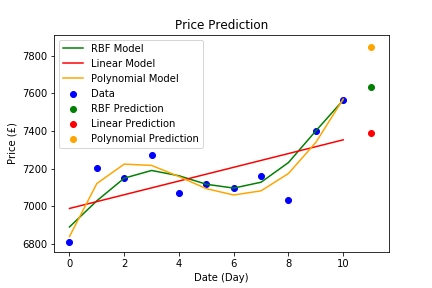 Price Prediction
RBF Model
Linear Model
Polynomial Model
Data
RBF Prediction
Linear Prediction
Polynomial Prediction
Price (£)
7800
7600
7400
7200
7000
6800
0 2 4 6 8 10
Date (Day)